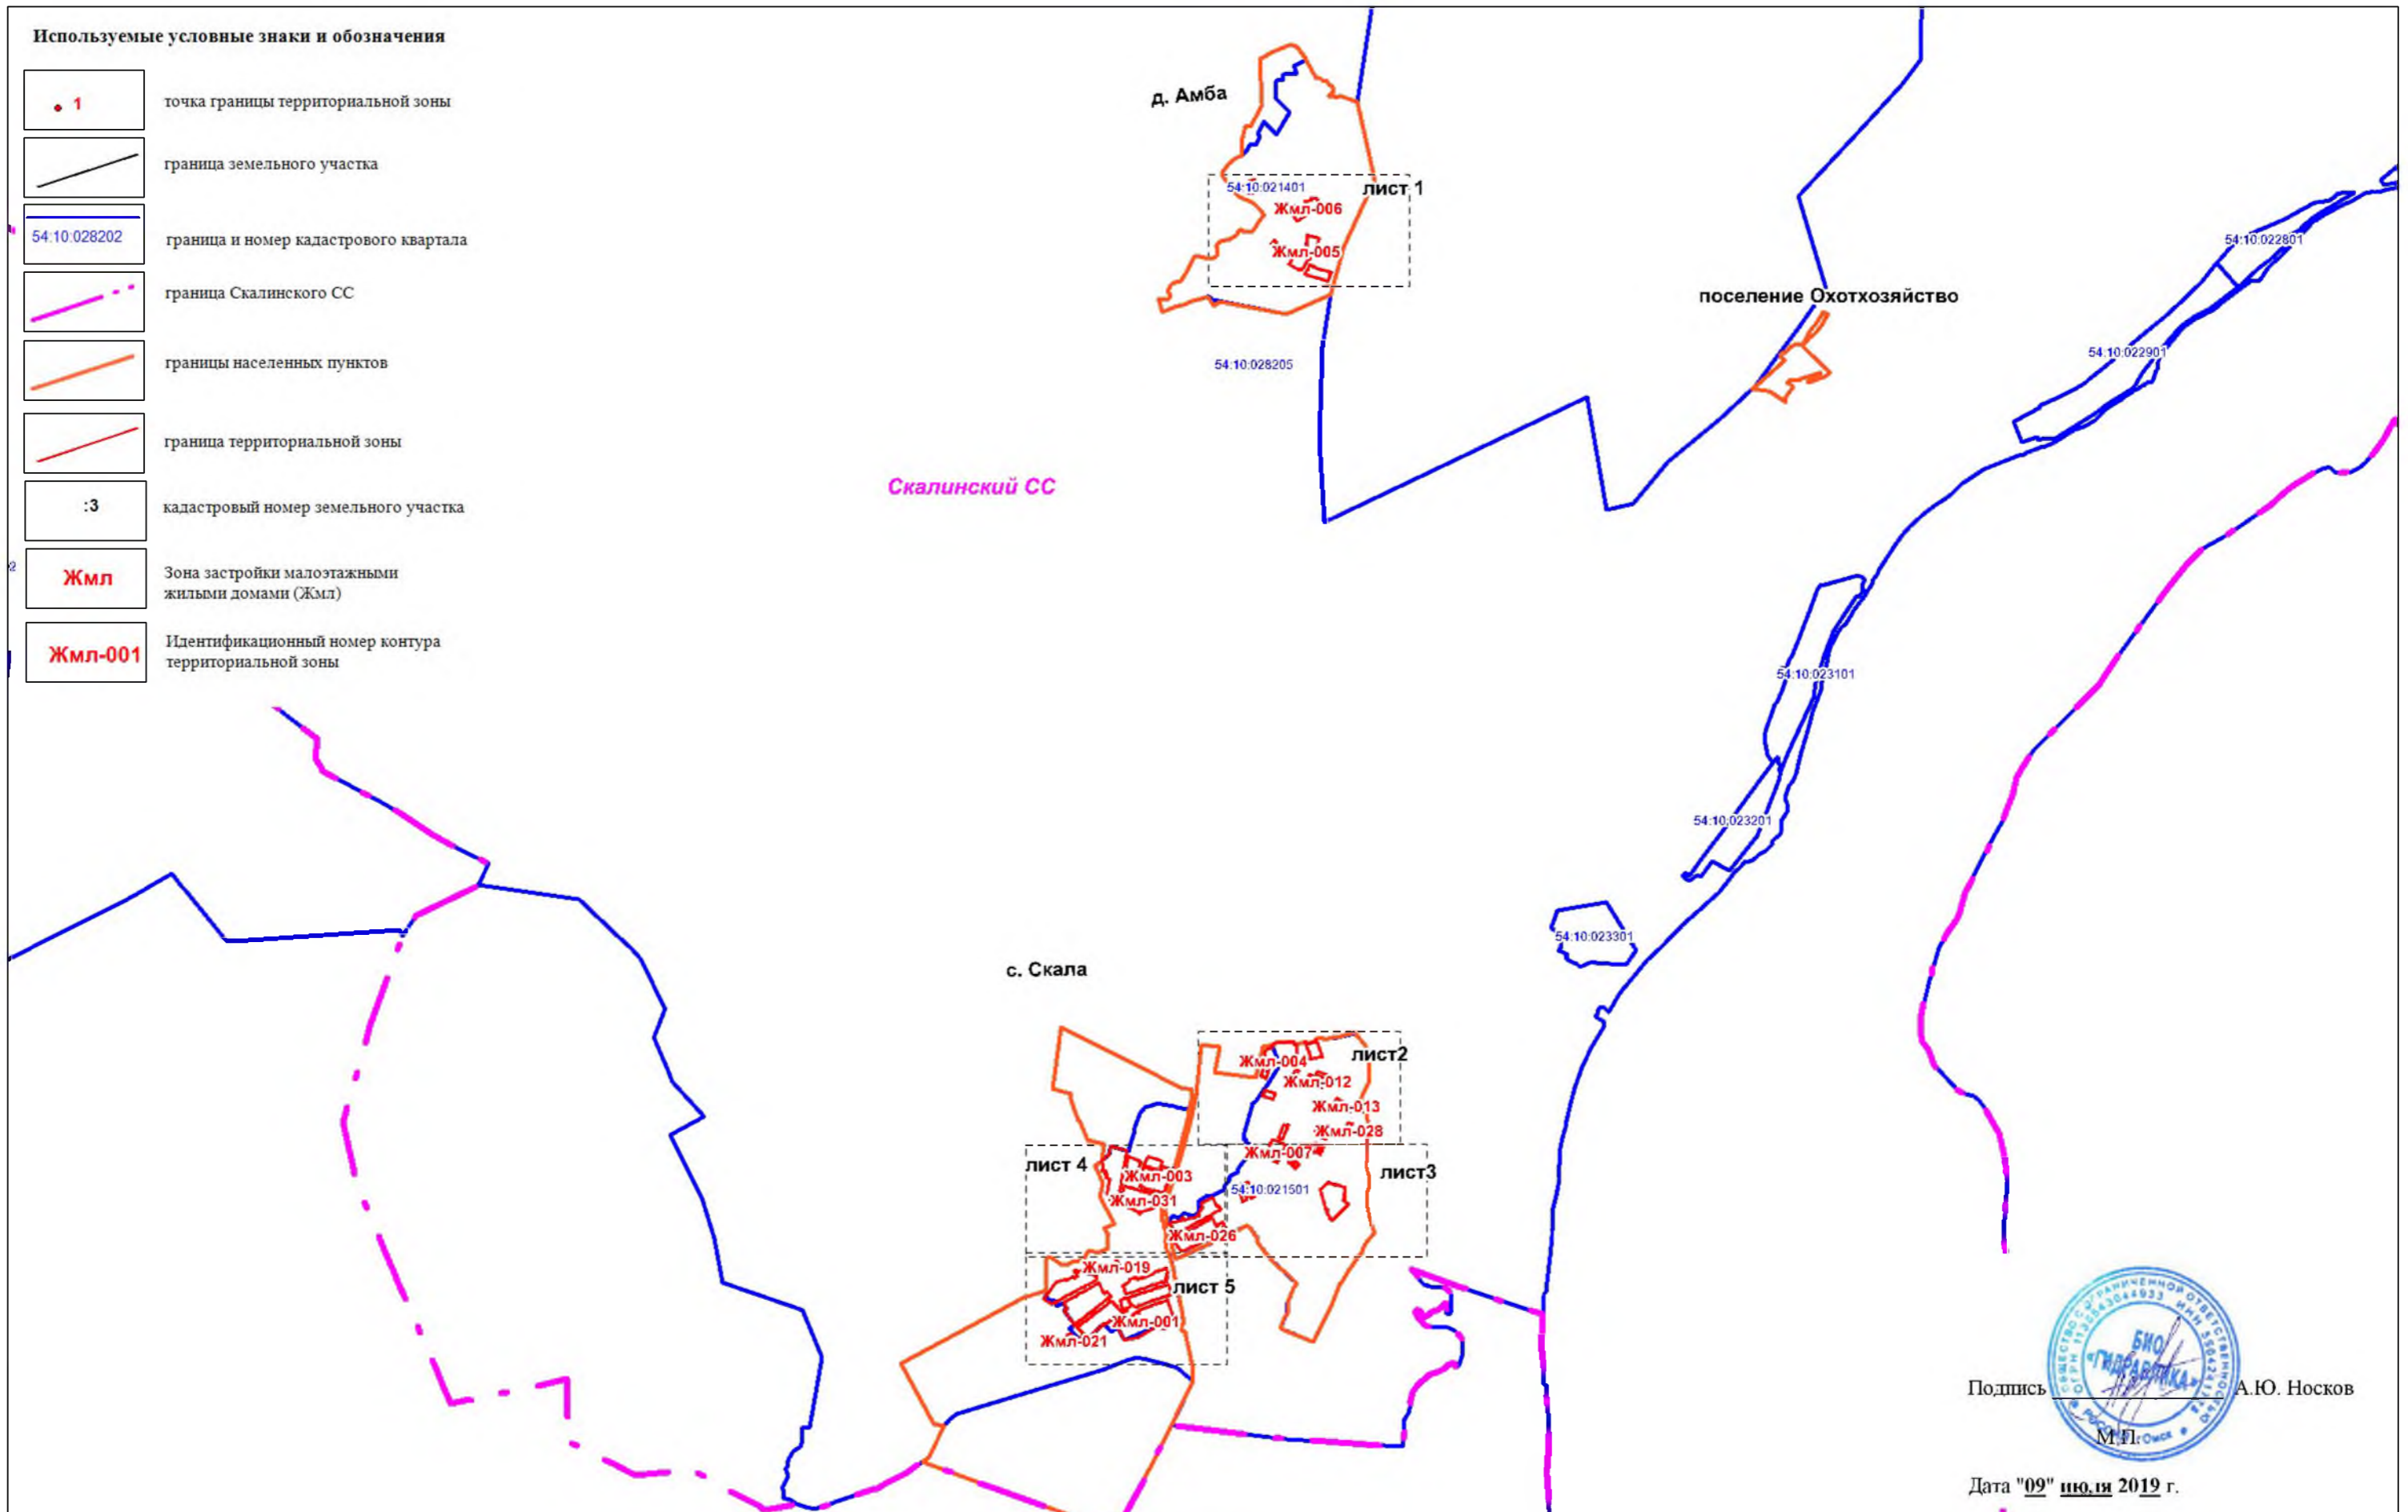 Используемые условные знаки и обозначения
1
точка границы территориальной зоны
граница земельного участка
54:10:028202
граница и номер кадастрового квартала
граница Скалинского СС
границы населенных пунктов
граница территориальной зоны
:3
кадастровый номер земельного участка
Жмл
Зона застройки малоэтажными
жилыми домами (Жмл)
Жмл-001
Идентификационный номер контура
территориальной зоны
д. Амба
54:10:021401
лист 1
Жмл-006
Жмл-005
54:10:028205
поселение Охотхозяйство
54:10:022801
54:10:022901
Скалинский СС
54:10:023101
54:10:023201
54:10:023301
с. Скала
Жмл-004
лист2
Жмл-012
Жмл-013
Жмл-028
Жмл-007
лист 4
лист3
Жмл-003
54:10:021501
Жмл-031
Жмл-026
Жмл-019
лист 5
Жмл-001
Жмл-021
БИО
"ГИДРАВЛИКА"
Подпись
А.Ю. Носков
М.П.
г.Омск
Дата "09" июля 2019 г.